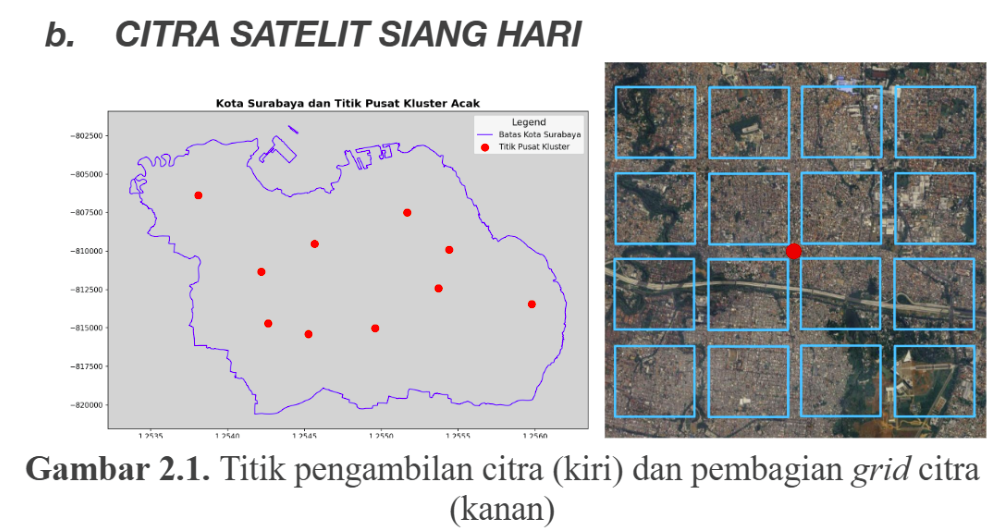 b. CITRA SATELIT SIANG HARI
Kota Surabaya dan Titik Pusat Kluster Acak
Legend
Batas Kota Surabaya
Titik Pusat Kluster
−802500
−805000
−807500
−810000
−812500
−815000
−817500
−820000
1.2535
1.2540
1.2545
1.2550
1.2555
1.2560
Gambar 2.1. Titik pengambilan citra (kiri) dan pembagian grid citra
(kanan)